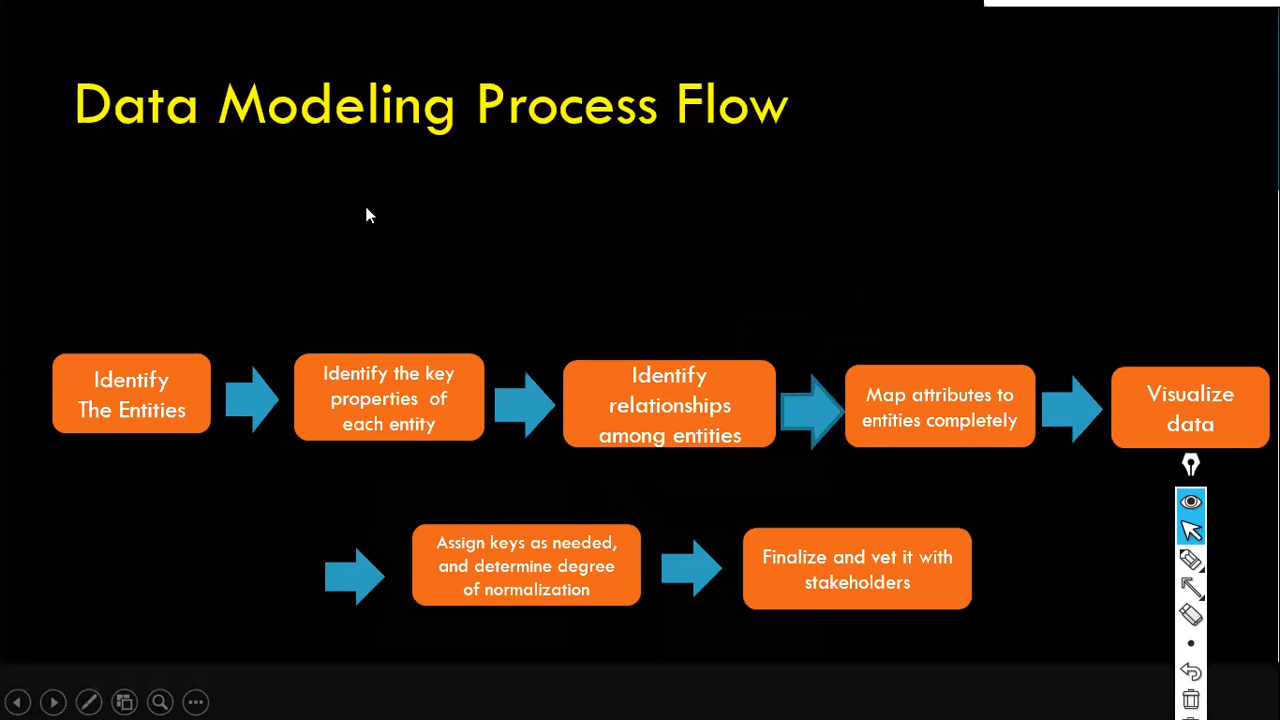 Data Modeling Process Flow
Identify
The Entities
Identify the key
properties of
each entity
Identify
relationships
among entities
Map attributes to
entities completely
Visualize
data
Assign keys as needed,
and determine degree
of normalization
Finalize and vet it with
stakeholders